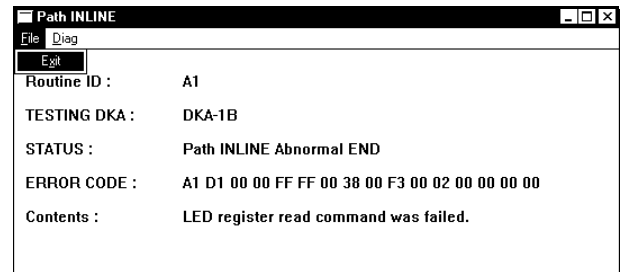 Path INLINE
File Diag
Exit
Routine ID : A1
TESTING DKA : DKA-1B
STATUS : Path INLINE Abnormal END
ERROR CODE : A1 D1 00 00 FF FF 00 38 00 F3 00 02 00 00 00 00
Contents : LED register read command was failed.